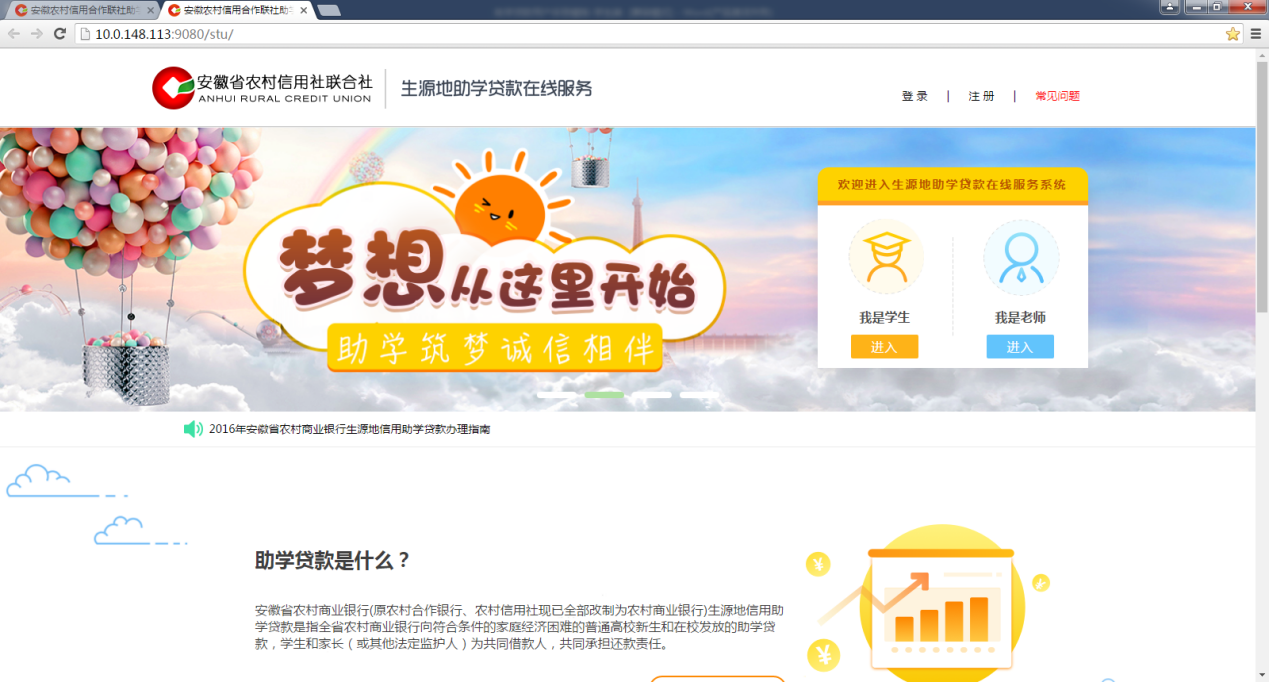 安徽农村信用合作联社助
安徽农村信用合作联社助
10.0.148.113:9080/stu/
安徽省农村信用社联合社
ANHUI RURAL CREDIT UNION
生源地助学贷款在线服务
登 录 | 注 册 | 常见问题
欢迎进入生源地助学贷款在线服务系统
梦想从这里开始
助学筑梦诚信相伴
我是学生 我是老师
进入 进入
2016年安徽省农村商业银行生源地信用助学贷款办理指南
助学贷款是什么？
安徽省农村商业银行(原农村合作银行、农村信用社现已全部改制为农村商业银行)生源地信用助
学贷款是指全省农村商业银行向符合条件的家庭经济困难的普通高校新生和在校发放的助学贷
款，学生和家长（或其他法定监护人）为共同借款人，共同承担还款责任。